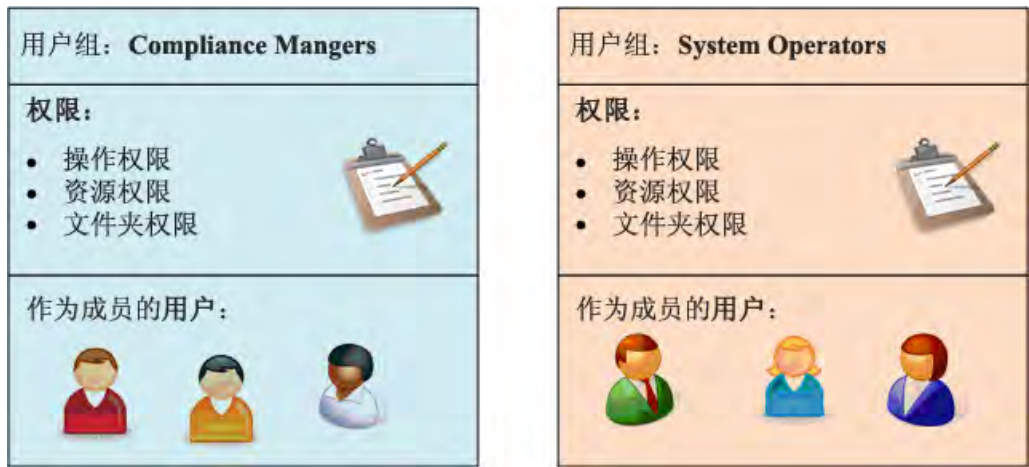 用户组：Compliance Mangers
权限：
• 操作权限
• 资源权限
• 文件夹权限
作为成员的用户：
用户组：System Operators
权限：
• 操作权限
• 资源权限
• 文件夹权限
作为成员的用户：